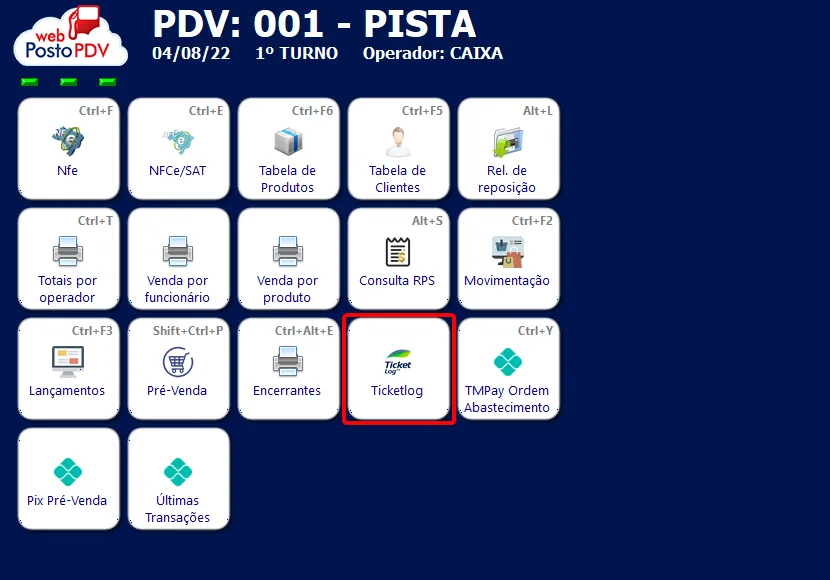 web
PostoPDV
PDV: 001 - PISTA
04/08/22 1º TURNO Operador: CAIXA
Ctrl+F
Nfe
Ctrl+E
NFCe/SAT
Ctrl+F6
Tabela de
Produtos
Ctrl+F5
Tabela de
Clientes
Alt+L
Rel. de
reposição
Ctrl+T
Totais por
operador
Venda por
funcionário
Venda por
produto
Alt+S
Consulta RPS
Ctrl+F2
Movimentação
Ctrl+F3
Lançamentos
Shift+Ctrl+P
Pré-Venda
Ctrl+Alt+E
Encerrantes
Ticket
Log
Ticketlog
Ctrl+Y
TMPay Ordem
Abastecimento
Pix Pré-Venda
Últimas
Transações